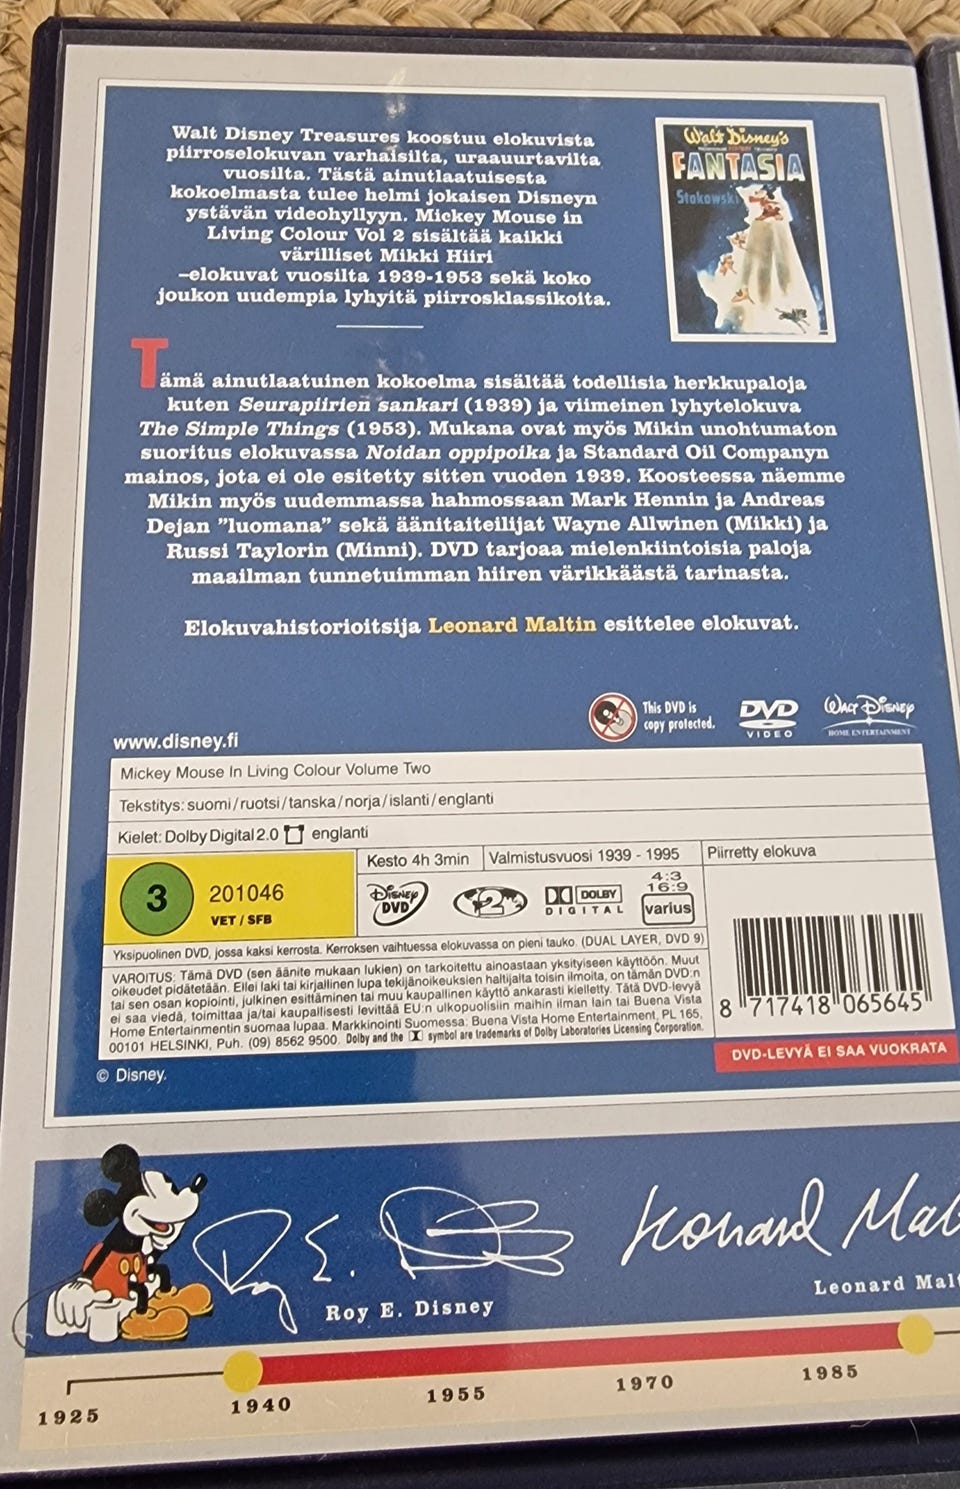 Walt Disney Treasures koostuu elokuvista
piirroselokuvan varhaisilta, uraauurtavilta
vuosilta. Tästä ainutlaatuisesta
kokoelmasta tulee helmi jokaisen Disneyn
ystävän videohyllyyn. Mickey Mouse in
Living Colour Vol 2 sisältää kaikki
värilliset Mikki Hiiri
–elokuvat vuosilta 1939-1953 sekä koko
joukon uudempia lyhyitä piirrosklassikoita.
Walt Disney's
FANTASIA
Stokowski
Tämä ainutlaatuinen kokoelma sisältää todellisia herkkupaloja
kuten Seurapiirien sankari (1939) ja viimeinen lyhytelokuva
The Simple Things (1953). Mukana ovat myös Mikin unohtumaton
suoritus elokuvassa Noidan oppipoika ja Standard Oil Companyn
mainos, jota ei ole esitetty sitten vuoden 1939. Koosteessa näemme
Mikin myös uudemmassa hahmossaan Mark Hennin ja Andreas
Dejan ”luomana” sekä äänitaiteilijat Wayne Allwinen (Mikki) ja
Russi Taylorin (Minni). DVD tarjoaa mielenkiintoisia paloja
maailman tunnetuimman hiiren värikkäästä tarinasta.
Elokuvahistorioitsija Leonard Maltin esittelee elokuvat.
This DVD is
copy protected.
DVD
VIDEO
WALT DISNEY
HOME ENTERTAINMENT
www.disney.fi
Mickey Mouse In Living Colour Volume Two
Tekstitys: suomi/ruotsi/tanska/norja/islanti/englanti
Kielet: Dolby Digital 2.0 englanti
3
201046
VET / SFB
Kesto 4h 3min
Valmistusvuosi 1939 - 1995
Piirretty elokuva
DISNEY
DVD
2
DOLBY
DIGITAL
4:3
16:9
varius
Yksipuolinen DVD, jossa kaksi kerrosta. Kerroksen vaihtuessa elokuvassa on pieni tauko. (DUAL LAYER, DVD 9)
VAROITUS: Tämä DVD (sen äänite mukaan lukien) on tarkoitettu ainoastaan yksityiseen käyttöön. Muut
oikeudet pidätetään. Ellei laki tai kirjallinen lupa tekijänoikeuksien haltijalta toisin ilmoita, on tämän DVD:n
tai sen osan kopiointi, julkinen esittäminen tai muu kaupallinen käyttö ankarasti kielletty. Tätä DVD-levyä
ei saa viedä, toimittaa ja/tai kaupallisesti levittää EU:n ulkopuolisiin maihin ilman lain tai Buena Vista
Home Entertainmentin suomaa lupaa. Markkinointi Suomessa: Buena Vista Home Entertainment, PL 165,
00101 HELSINKI, Puh. (09) 8562 9500. Dolby and the symbol are trademarks of Dolby Laboratories Licensing Corporation.
8 717418 065645
DVD-LEVYÄ EI SAA VUOKRATA
© Disney.
Roy E. Disney
Leonard Malt
Roy E. Disney
Leonard Malt
1925
1940
1955
1970
1985